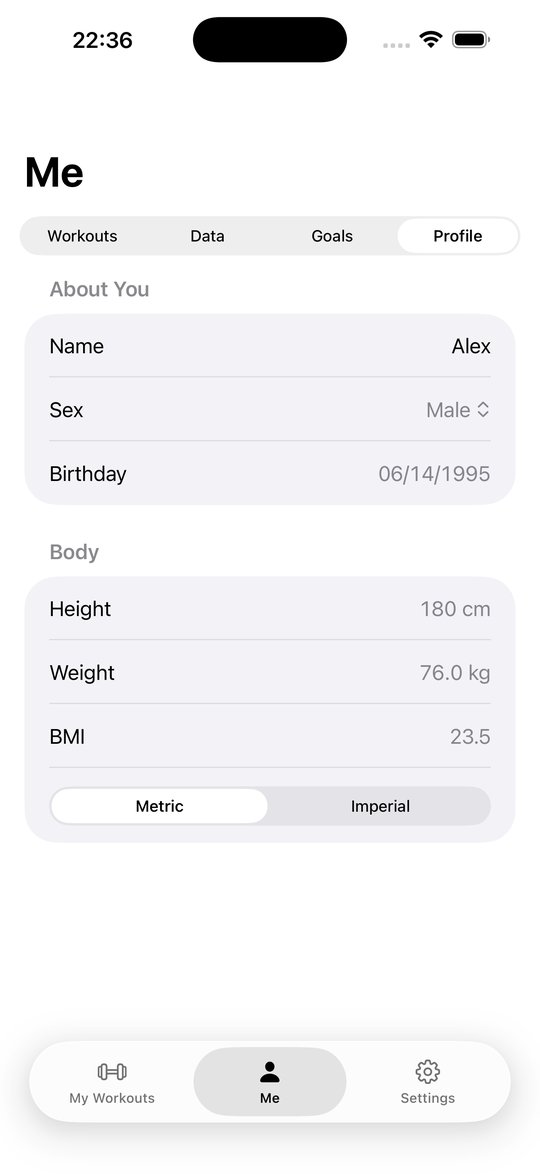 22:36
Me
Workouts Data Goals Profile
About You
Name Alex
Sex Male
Birthday 06/14/1995
Body
Height 180 cm
Weight 76.0 kg
BMI 23.5
Metric Imperial
My Workouts Me Settings